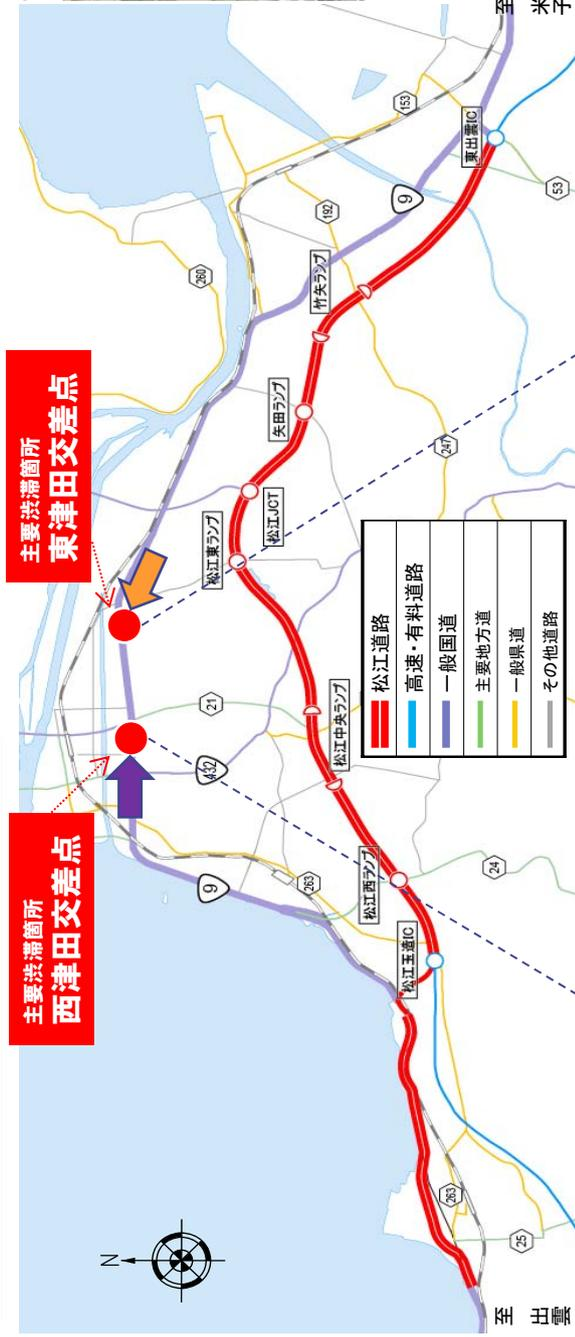 主要渋滞箇所
西津田交差点
主要渋滞箇所
東津田交差点
N
至 出雲
至 米子
25
263
松江玉造IC
松江西ランプ
24
263
9
432
21
松江中央ランプ
松江東ランプ
松江JCT
矢田ランプ
竹矢ランプ
247
192
9
260
153
東出雲IC
53
松江道路
高速・有料道路
一般国道
主要地方道
一般県道
その他道路